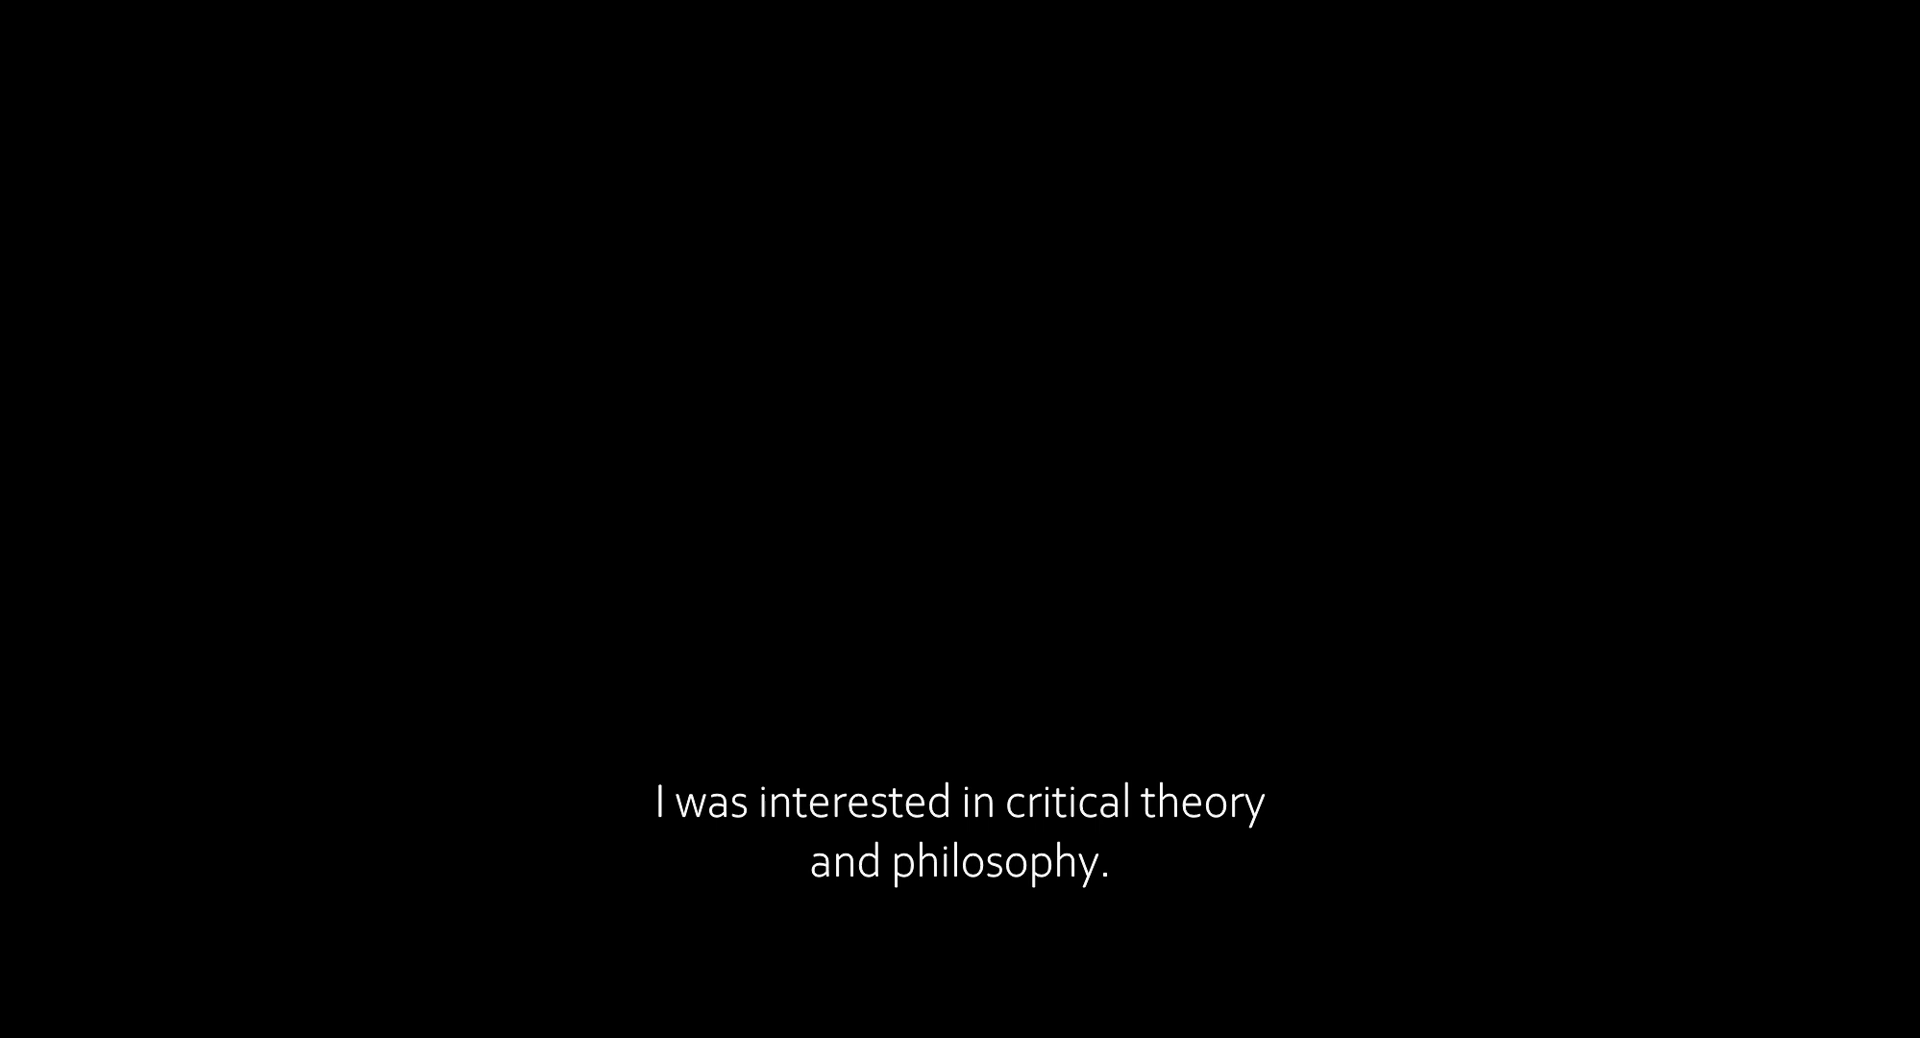 I was interested in critical theory
and philosophy.